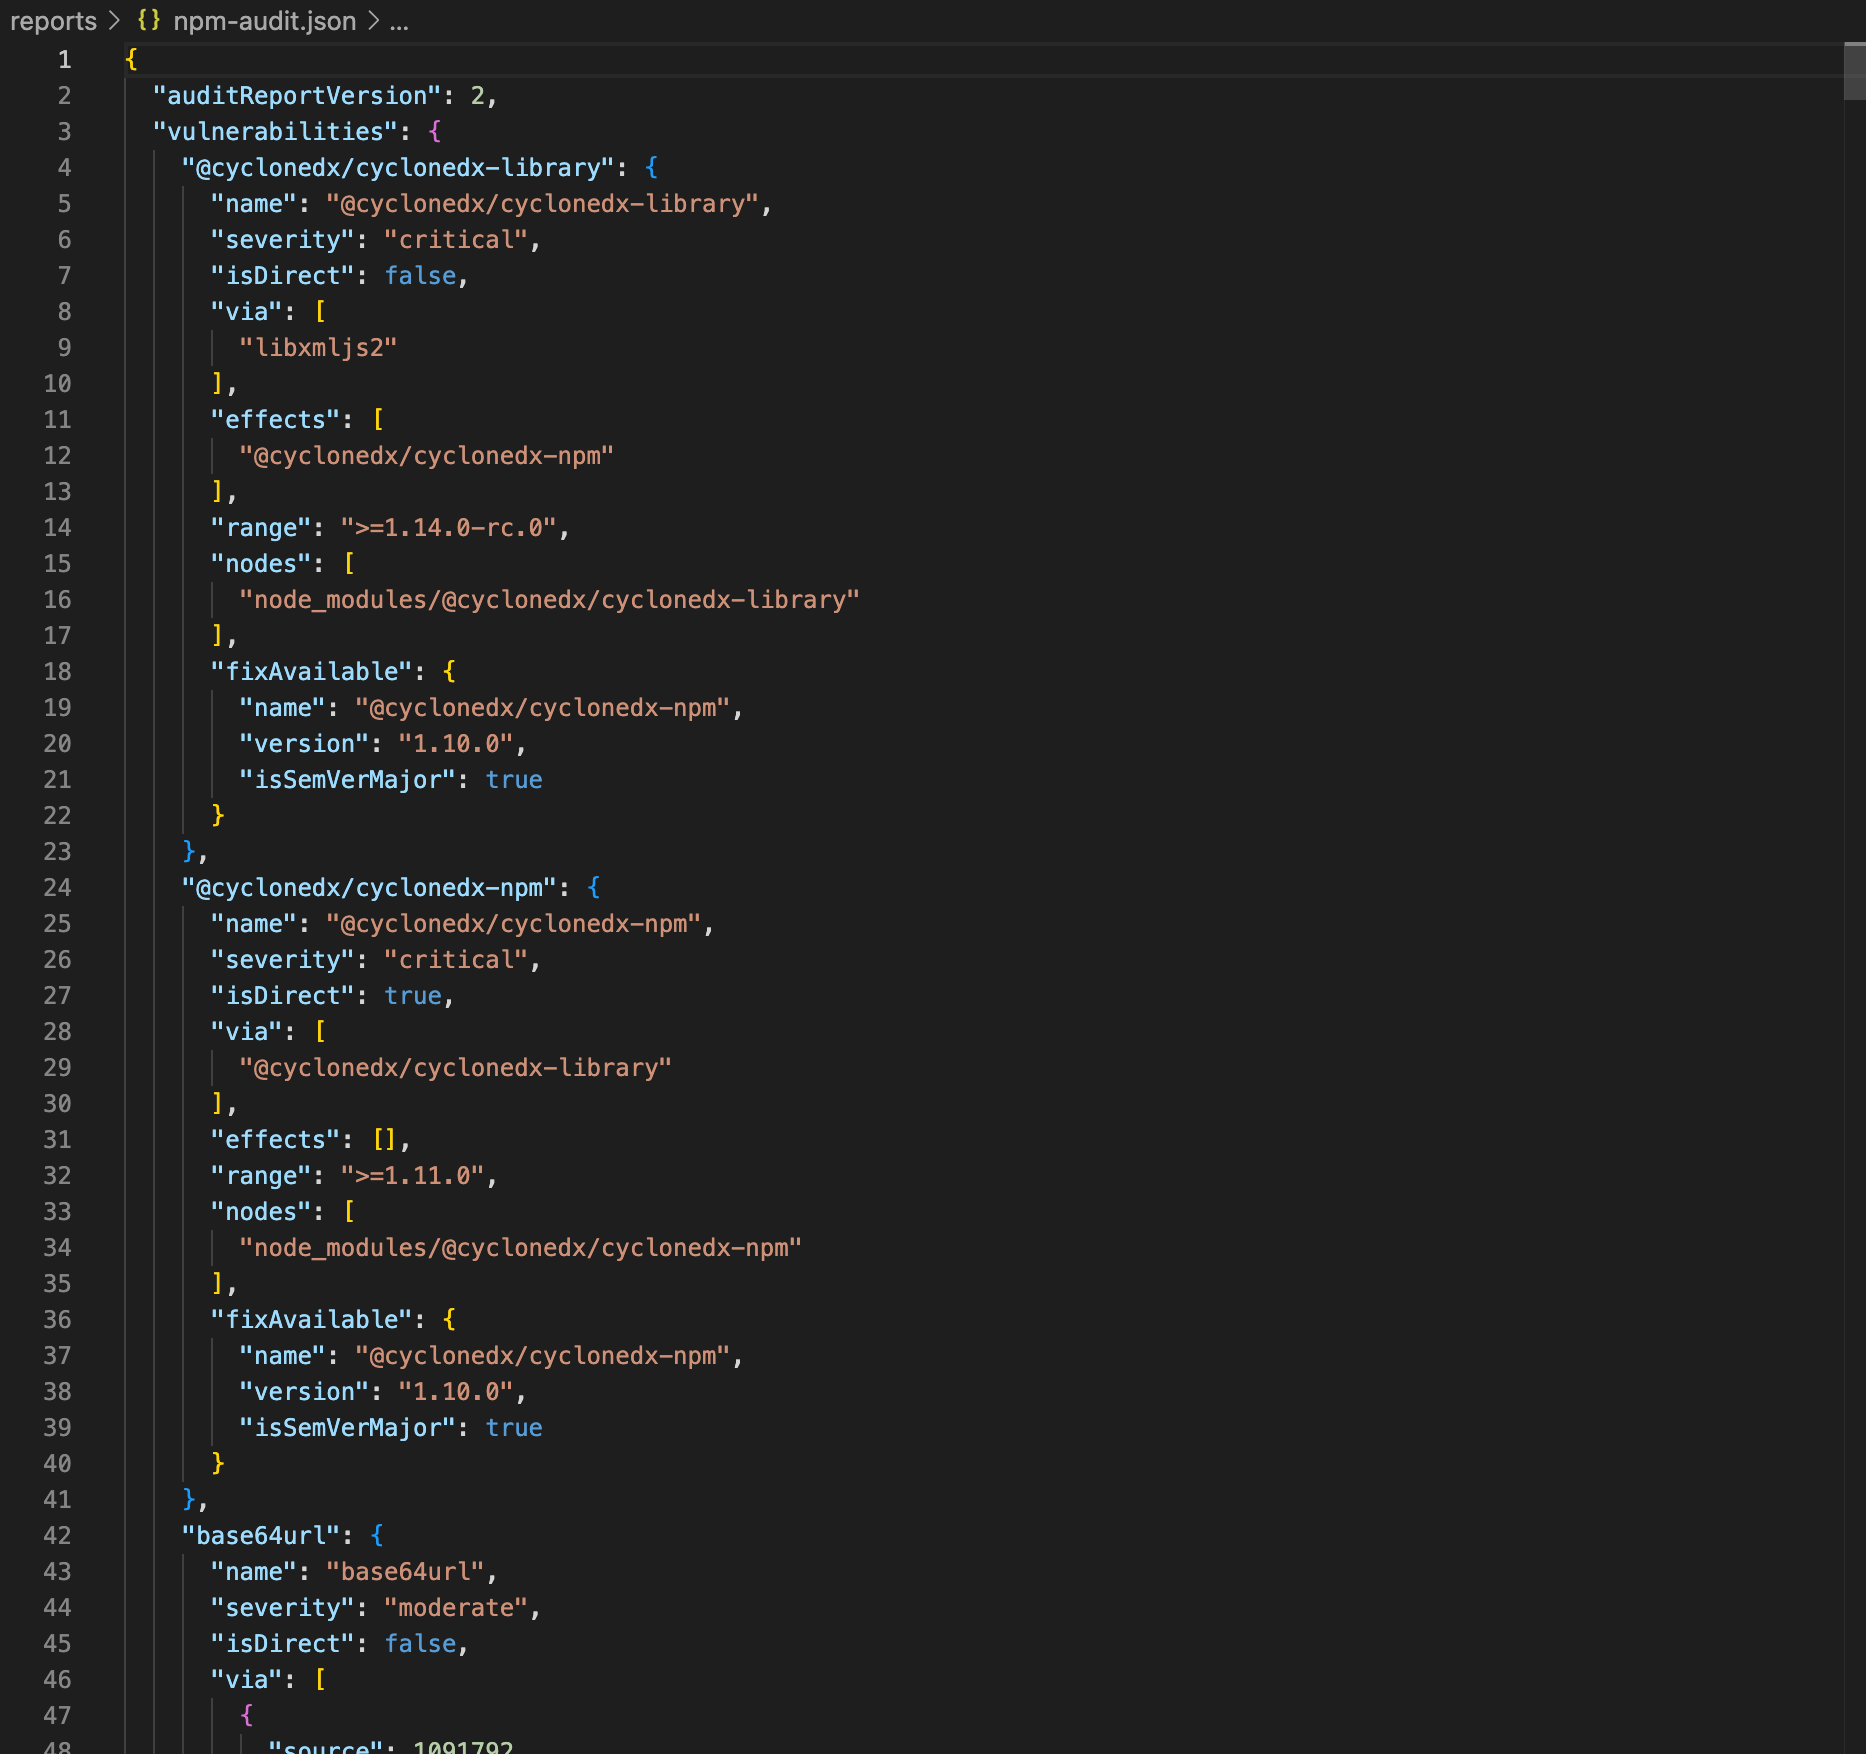 reports > {} npm-audit.json > ...
1 {
2 "auditReportVersion": 2,
3 "vulnerabilities": {
4 "@cyclonedx/cyclonedx-library": {
5 "name": "@cyclonedx/cyclonedx-library",
6 "severity": "critical",
7 "isDirect": false,
8 "via": [
9 "libxmljs2"
10 ],
11 "effects": [
12 "@cyclonedx/cyclonedx-npm"
13 ],
14 "range": ">=1.14.0-rc.0",
15 "nodes": [
16 "node_modules/@cyclonedx/cyclonedx-library"
17 ],
18 "fixAvailable": {
19 "name": "@cyclonedx/cyclonedx-npm",
20 "version": "1.10.0",
21 "isSemVerMajor": true
22 }
23 },
24 "@cyclonedx/cyclonedx-npm": {
25 "name": "@cyclonedx/cyclonedx-npm",
26 "severity": "critical",
27 "isDirect": true,
28 "via": [
29 "@cyclonedx/cyclonedx-library"
30 ],
31 "effects": [],
32 "range": ">=1.11.0",
33 "nodes": [
34 "node_modules/@cyclonedx/cyclonedx-npm"
35 ],
36 "fixAvailable": {
37 "name": "@cyclonedx/cyclonedx-npm",
38 "version": "1.10.0",
39 "isSemVerMajor": true
40 }
41 },
42 "base64url": {
43 "name": "base64url",
44 "severity": "moderate",
45 "isDirect": false,
46 "via": [
47 {
48 "source": 1091792